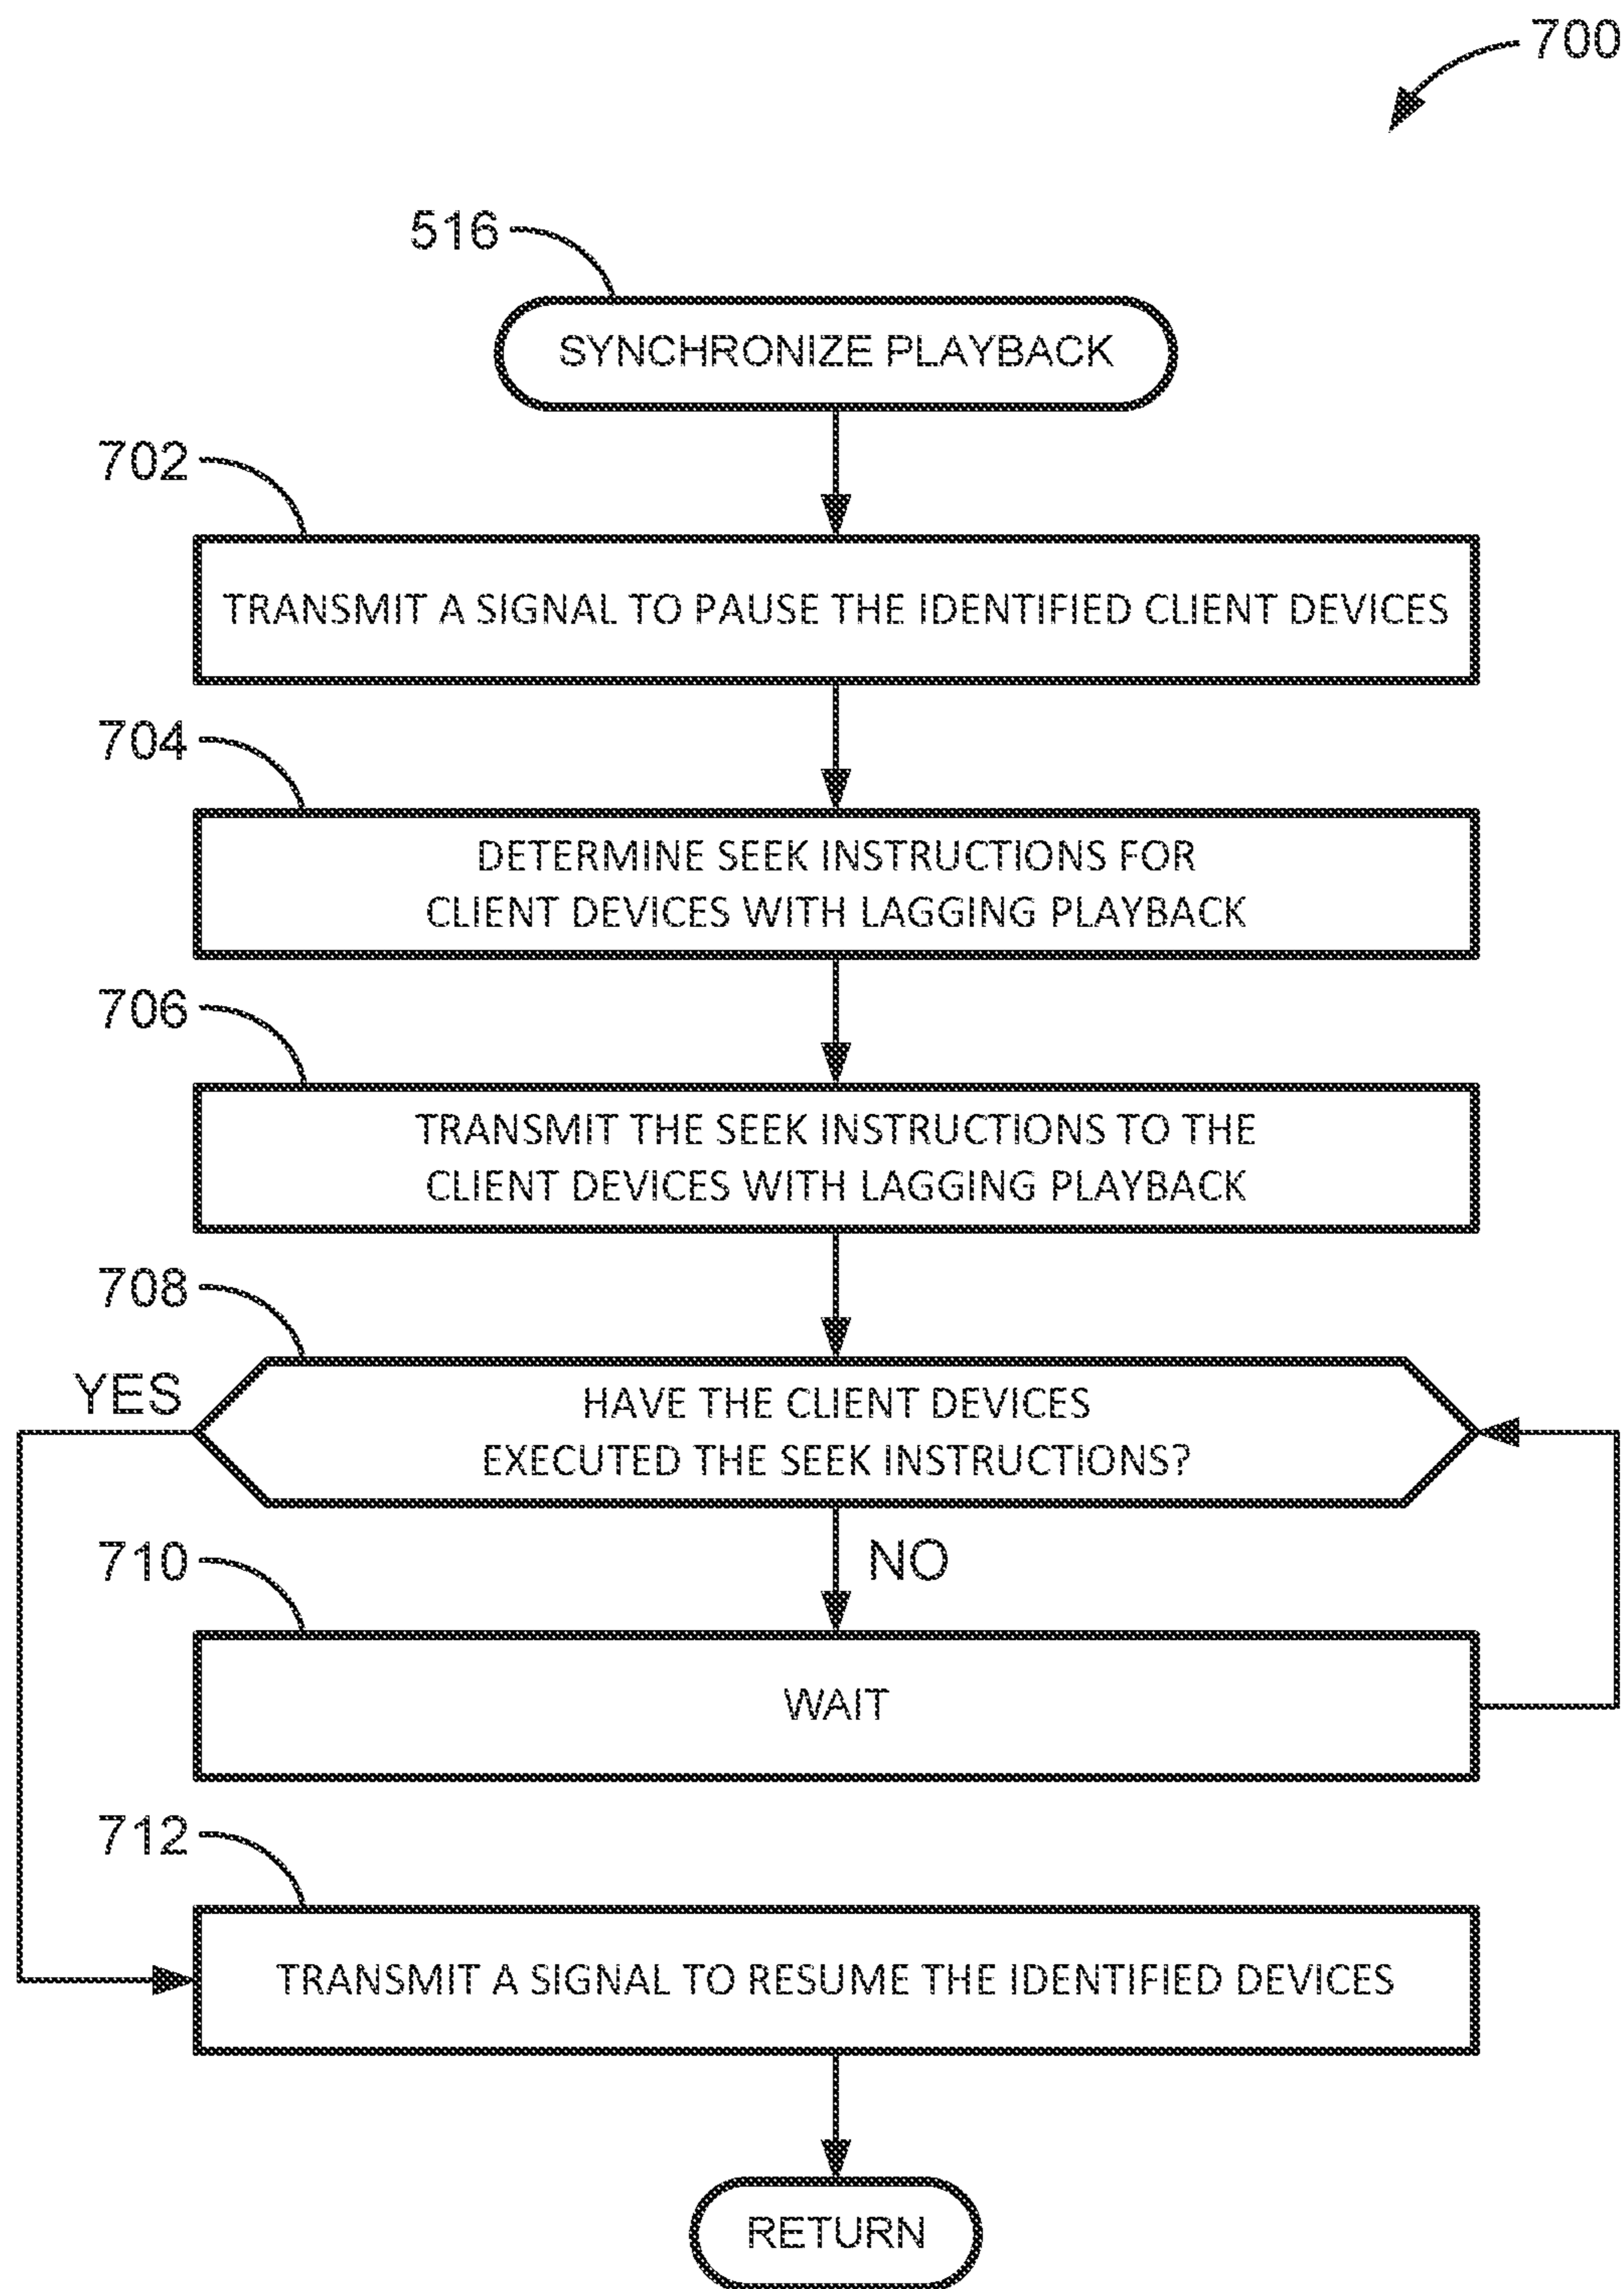 700
516
SYNCHRONIZE PLAYBACK
702
TRANSMIT A SIGNAL TO PAUSE THE IDENTIFIED CLIENT DEVICES
704
DETERMINE SEEK INSTRUCTIONS FOR
CLIENT DEVICES WITH LAGGING PLAYBACK
706
TRANSMIT THE SEEK INSTRUCTIONS TO THE
CLIENT DEVICES WITH LAGGING PLAYBACK
708
YES
HAVE THE CLIENT DEVICES
EXECUTED THE SEEK INSTRUCTIONS?
710
NO
WAIT
712
TRANSMIT A SIGNAL TO RESUME THE IDENTIFIED DEVICES
RETURN